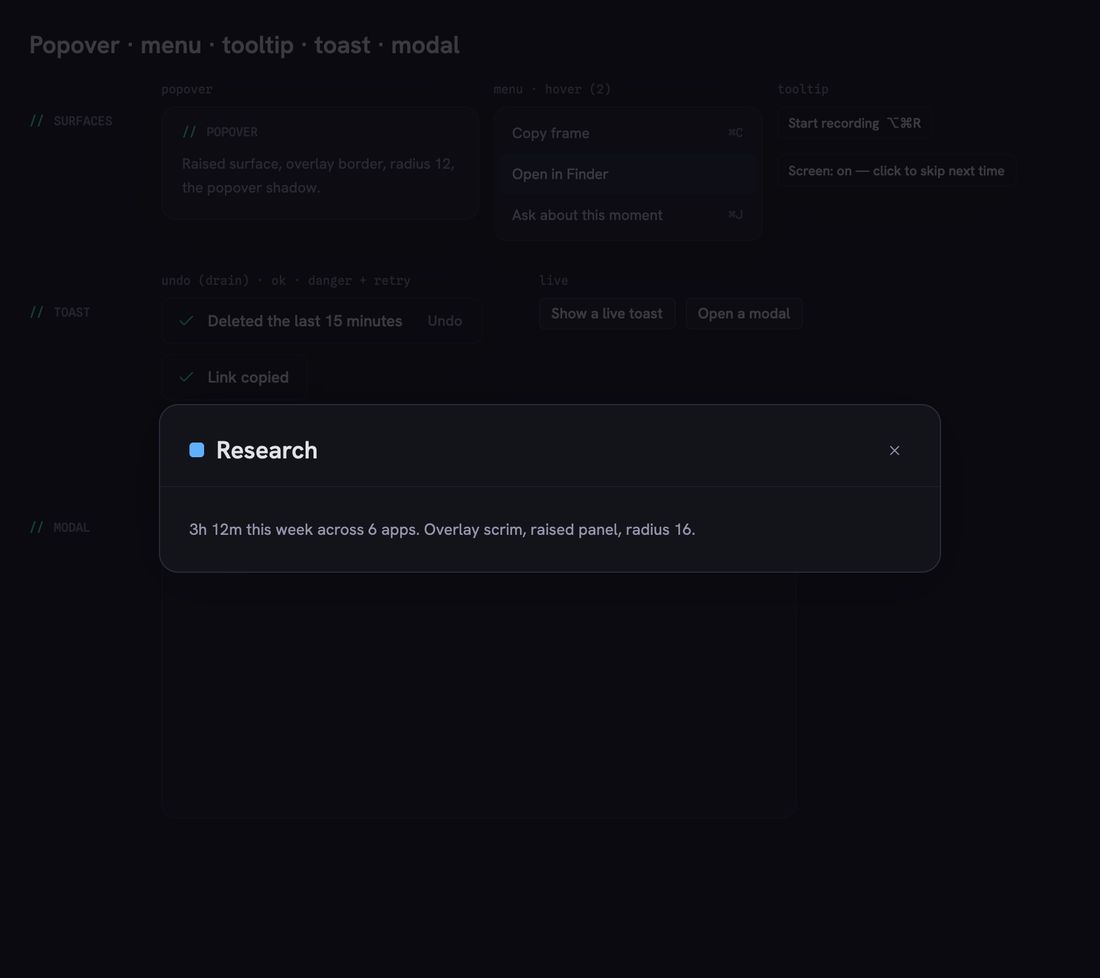 Popover · menu · tooltip · toast · modal
popover
menu · hover (2)
tooltip
// SURFACES
// POPOVER
Raised surface, overlay border, radius 12,
the popover shadow.
Copy frame ⌘C
Open in Finder
Ask about this moment ⌘J
Start recording ⌥⌘R
Screen: on — click to skip next time
undo (drain) · ok · danger + retry
live
// TOAST
Deleted the last 15 minutes Undo
Link copied
Show a live toast
Open a modal
Research
3h 12m this week across 6 apps. Overlay scrim, raised panel, radius 16.
// MODAL